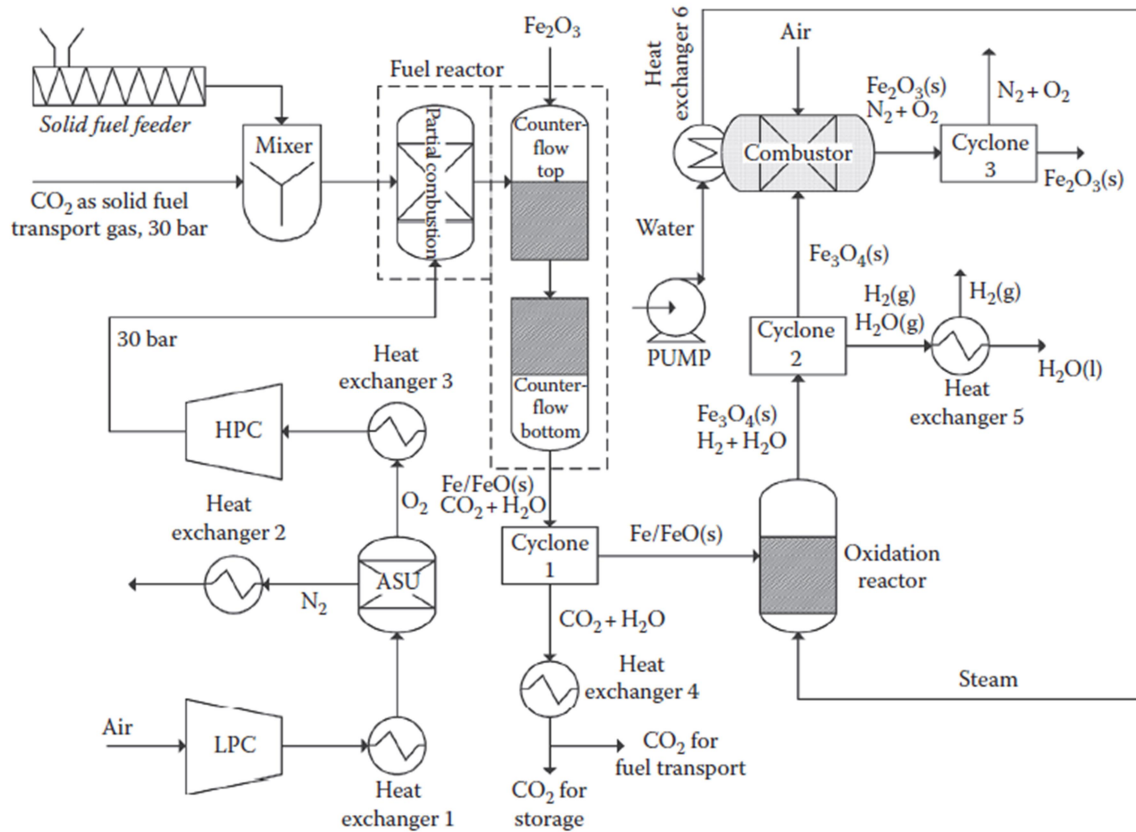 Solid fuel feeder
Mixer
CO₂ as solid fuel
transport gas, 30 bar
Fuel reactor
Partial combustion
Fe₂O₃
Counter-
flow
top
Counter-
flow
bottom
30 bar
HPC
Heat
exchanger 3
O₂
Heat
exchanger 2
N₂
ASU
Air
LPC
Heat
exchanger 1
Fe/FeO(s)
CO₂ + H₂O
Cyclone
1
Fe/FeO(s)
CO₂ + H₂O
Heat
exchanger 4
CO₂ for
fuel transport
CO₂ for
storage
Heat
exchanger 6
Air
Combustor
Fe₂O₃(s)
N₂ + O₂
N₂ + O₂
Cyclone
3
Fe₂O₃(s)
Water
PUMP
Fe₃O₄(s)
Cyclone
2
H₂(g)
H₂O(g)
H₂(g)
H₂O(l)
Heat
exchanger 5
Fe₃O₄(s)
H₂ + H₂O
Oxidation
reactor
Steam